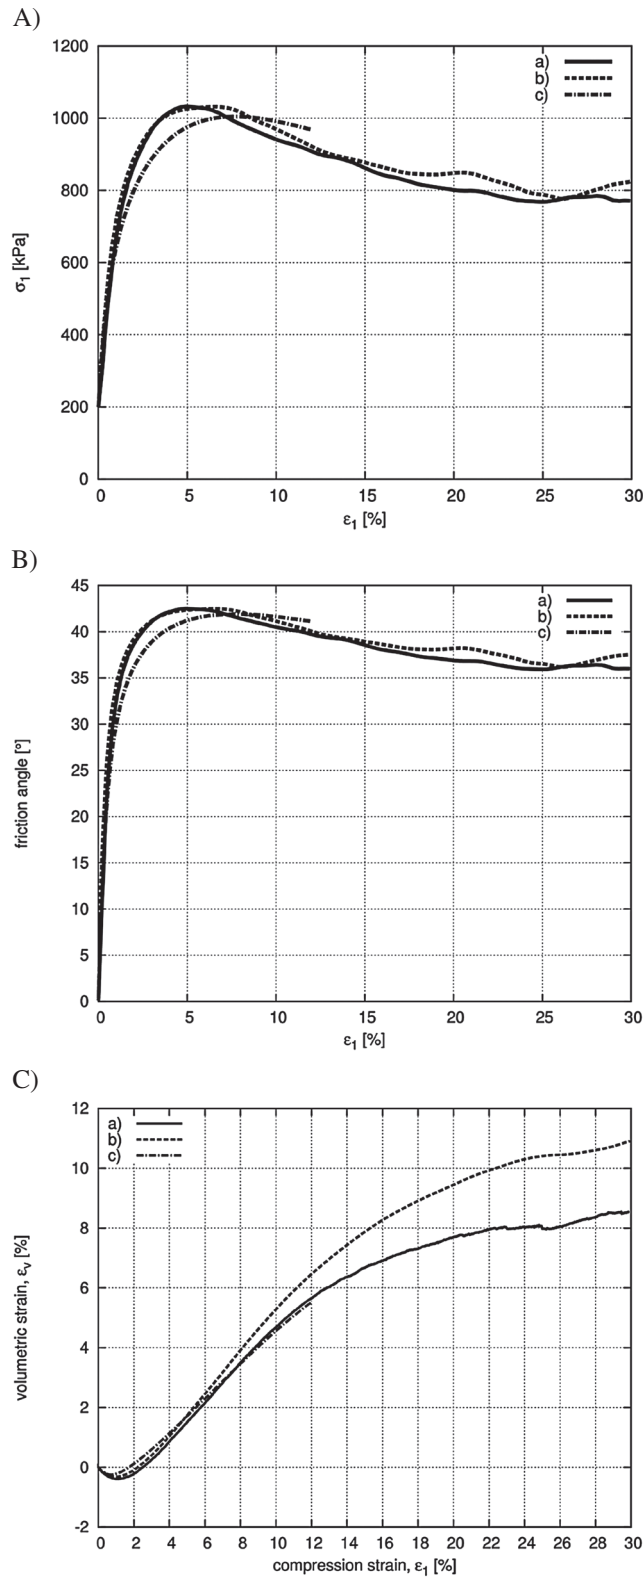 A)
1200
1000
800
600
400
200
0
σ1 [kPa]
a)
b)
c)
0 5 10 15 20 25 30
ε1 [%]
B)
45
40
35
30
25
20
15
10
5
0
friction angle [°]
a)
b)
c)
0 5 10 15 20 25 30
ε1 [%]
C)
12
10
8
6
4
2
0
-2
volumetric strain, εv [%]
a)
b)
c)
0 2 4 6 8 10 12 14 16 18 20 22 24 26 28 30
compression strain, ε1 [%]